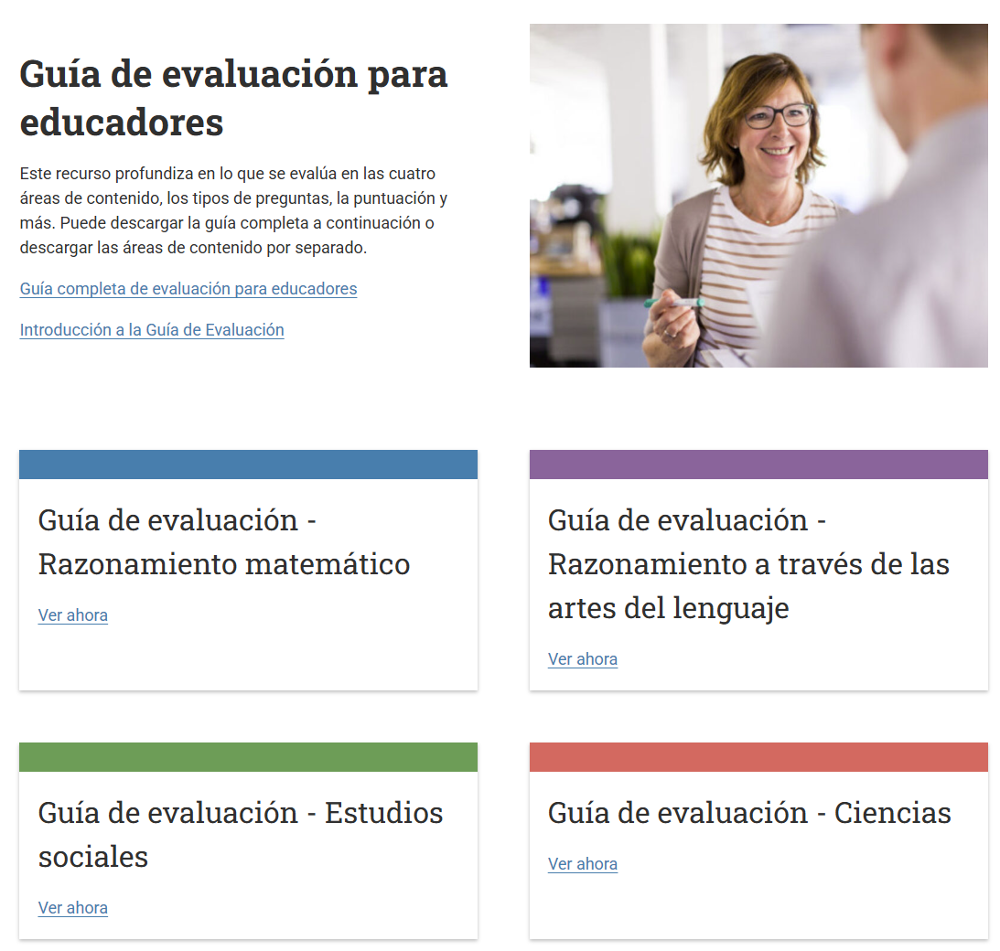 Guía de evaluación para
educadores
Este recurso profundiza en lo que se evalúa en las cuatro
áreas de contenido, los tipos de preguntas, la puntuación y
más. Puede descargar la guía completa a continuación o
descargar las áreas de contenido por separado.
Guía completa de evaluación para educadores
Introducción a la Guía de Evaluación
Guía de evaluación -
Razonamiento matemático
Ver ahora
Guía de evaluación -
Razonamiento a través de las
artes del lenguaje
Ver ahora
Guía de evaluación - Estudios
sociales
Ver ahora
Guía de evaluación - Ciencias
Ver ahora